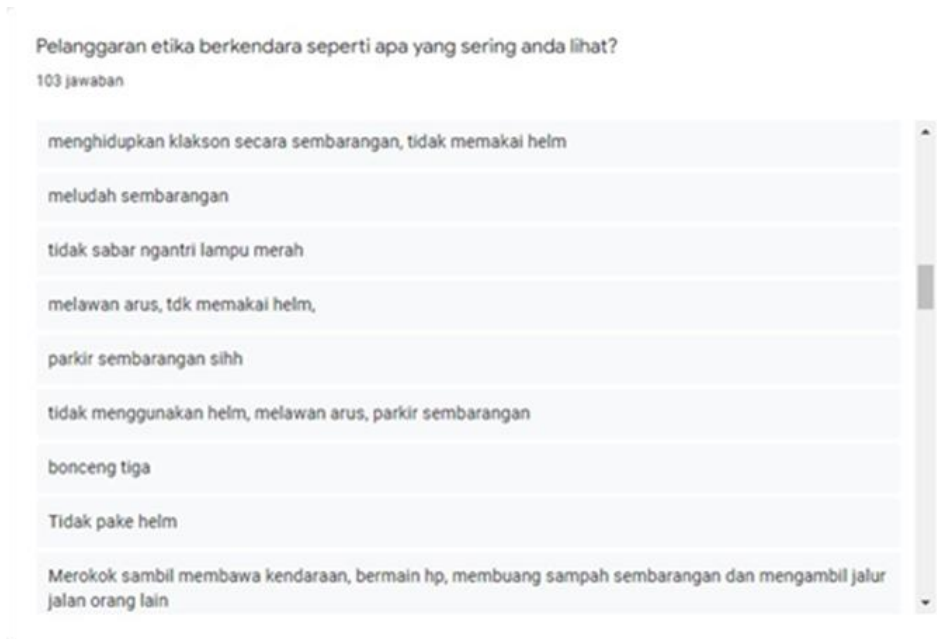 Pelanggaran etika berkendara seperti apa yang sering anda lihat?
103 jawaban
menghidupkan klakson secara sembarangan, tidak memakai helm
meludah sembarangan
tidak sabar ngantri lampu merah
melawan arus, tdk memakai helm,
parkir sembarangan sihh
tidak menggunakan helm, melawan arus, parkir sembarangan
bonceng tiga
Tidak pake helm
Merokok sambil membawa kendaraan, bermain hp, membuang sampah sembarangan dan mengambil jalur
jalan orang lain